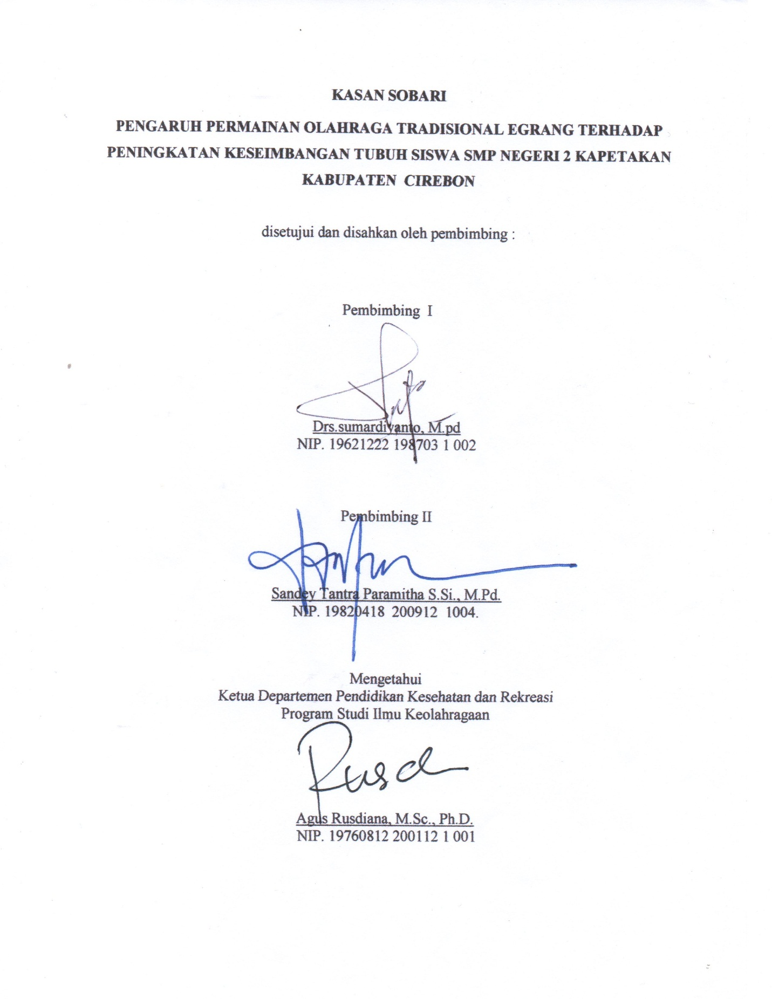 KASAN SOBARI
PENGARUH PERMAINAN OLAHRAGA TRADISIONAL EGRANG TERHADAP
PENINGKATAN KESEIMBANGAN TUBUH SISWA SMP NEGERI 2 KAPETAKAN
KABUPATEN CIREBON
disetujui dan disahkan oleh pembimbing :
Pembimbing I
Drs.sumardiyanto, M.pd
NIP. 19621222 198703 1 002
Pembimbing II
Sandey Tantra Paramitha S.Si., M.Pd.
NIP. 19820418 200912 1004.
Mengetahui
Ketua Departemen Pendidikan Kesehatan dan Rekreasi
Program Studi Ilmu Keolahragaan
Agus Rusdiana, M.Sc., Ph.D.
NIP. 19760812 200112 1 001